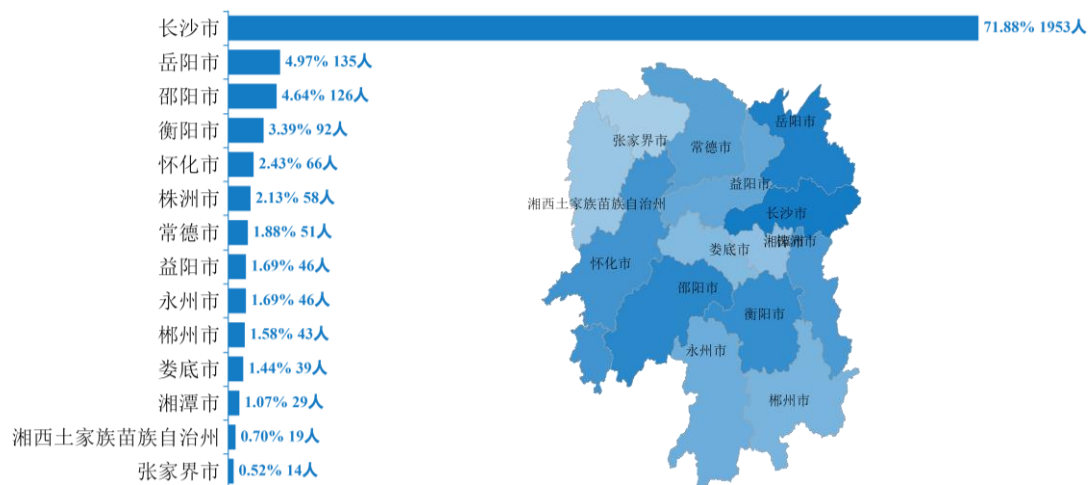 长沙市
71.88% 1953人
岳阳市
4.97% 135人
邵阳市
4.64% 126人
衡阳市
3.39% 92人
怀化市
2.43% 66人
株洲市
2.13% 58人
常德市
1.88% 51人
益阳市
1.69% 46人
永州市
1.69% 46人
郴州市
1.58% 43人
娄底市
1.44% 39人
湘潭市
1.07% 29人
湘西土家族苗族自治州
0.70% 19人
张家界市
0.52% 14人
岳阳市
张家界市
常德市
益阳市
湘西土家族苗族自治州
长沙市
娄底市
怀化市
邵阳市
衡阳市
永州市
郴州市